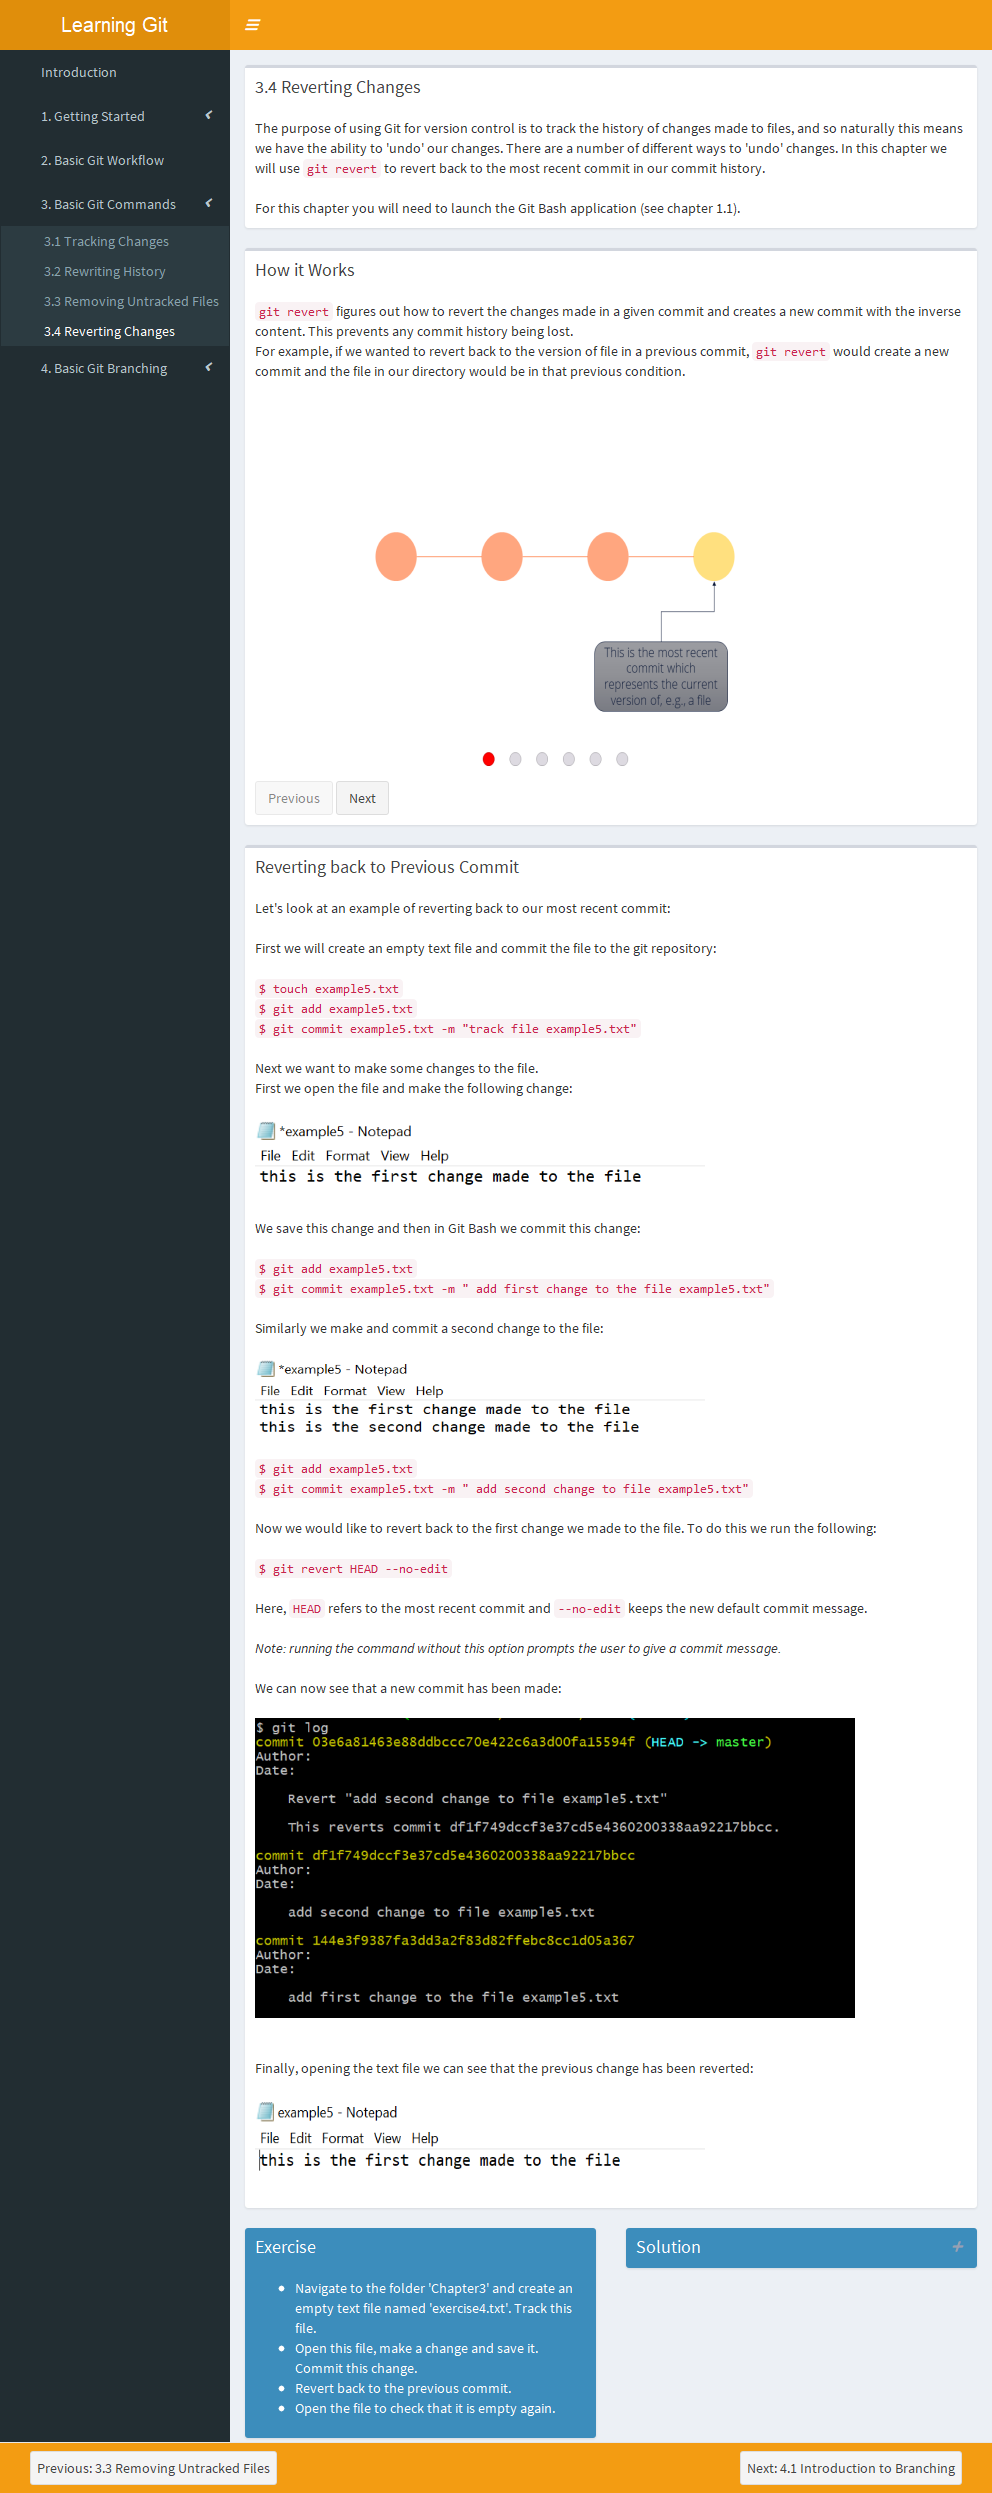 Learning Git
Introduction
1. Getting Started
2. Basic Git Workflow
3. Basic Git Commands
3.1 Tracking Changes
3.2 Rewriting History
3.3 Removing Untracked Files
3.4 Reverting Changes
4. Basic Git Branching
3.4 Reverting Changes
The purpose of using Git for version control is to track the history of changes made to files, and so naturally this means
we have the ability to 'undo' our changes. There are a number of different ways to 'undo' changes. In this chapter we
will use git revert to revert back to the most recent commit in our commit history.
For this chapter you will need to launch the Git Bash application (see chapter 1.1).
How it Works
git revert figures out how to revert the changes made in a given commit and creates a new commit with the inverse
content. This prevents any commit history being lost.
For example, if we wanted to revert back to the version of file in a previous commit, git revert would create a new
commit and the file in our directory would be in that previous condition.
This is the most recent
commit which
represents the current
version of, e.g., a file
Previous Next
Reverting back to Previous Commit
Let's look at an example of reverting back to our most recent commit:
First we will create an empty text file and commit the file to the git repository:
$ touch example5.txt
$ git add example5.txt
$ git commit example5.txt -m "track file example5.txt"
Next we want to make some changes to the file.
First we open the file and make the following change:
*example5 - Notepad
File Edit Format View Help
this is the first change made to the file
We save this change and then in Git Bash we commit this change:
$ git add example5.txt
$ git commit example5.txt -m " add first change to the file example5.txt"
Similarly we make and commit a second change to the file:
*example5 - Notepad
File Edit Format View Help
this is the first change made to the file
this is the second change made to the file
$ git add example5.txt
$ git commit example5.txt -m " add second change to file example5.txt"
Now we would like to revert back to the first change we made to the file. To do this we run the following:
$ git revert HEAD --no-edit
Here, HEAD refers to the most recent commit and --no-edit keeps the new default commit message.
Note: running the command without this option prompts the user to give a commit message.
We can now see that a new commit has been made:
$ git log
commit 03e6a81463e88ddbccc70e422c6a3d00fa15594f (HEAD -> master)
Author:
Date:
Revert "add second change to file example5.txt"
This reverts commit df1f749dccf3e37cd5e4360200338aa92217bbcc.
commit df1f749dccf3e37cd5e4360200338aa92217bbcc
Author:
Date:
add second change to file example5.txt
commit 144e3f9387fa3dd3a2f83d82ffebc8cc1d05a367
Author:
Date:
add first change to the file example5.txt
Finally, opening the text file we can see that the previous change has been reverted:
example5 - Notepad
File Edit Format View Help
this is the first change made to the file
Exercise
• Navigate to the folder 'Chapter3' and create an
empty text file named 'exercise4.txt'. Track this
file.
• Open this file, make a change and save it.
Commit this change.
• Revert back to the previous commit.
• Open the file to check that it is empty again.
Solution
Previous: 3.3 Removing Untracked Files
Next: 4.1 Introduction to Branching